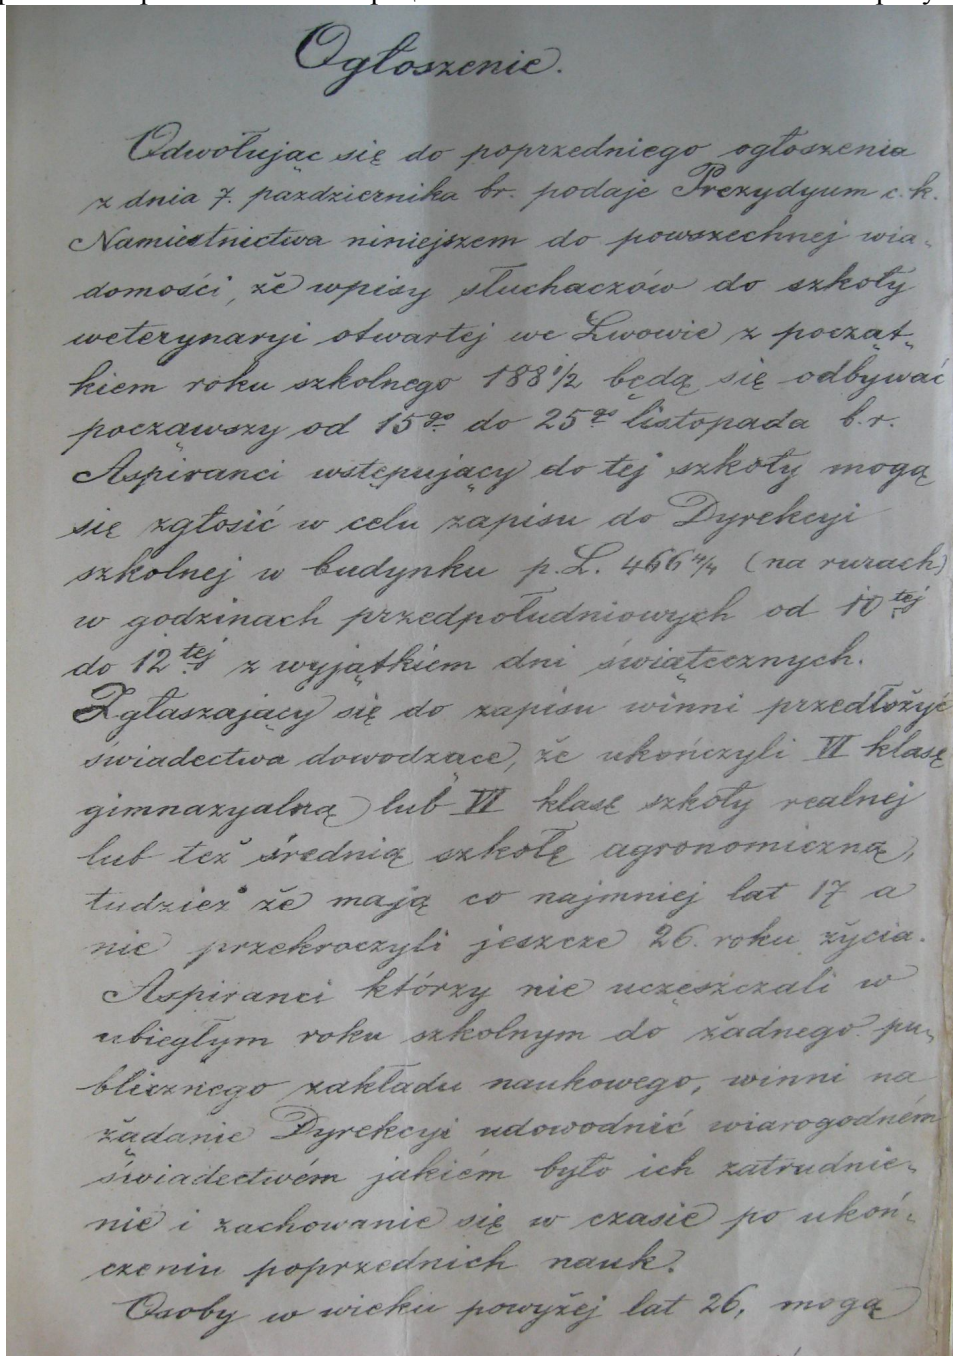 Ogłoszenie.
Odwołując się do poprzedniego ogłoszenia
z dnia 7. października br. podaje Prezydyum c. k.
Namiestnictwa niniejszem do powszechnej wia-
domości, że wpisy słuchaczów do szkoły
weterynaryi otwartej we Lwowie z począt-
kiem roku szkolnego 1881/2 będą się odbywać
począwszy od 15go do 25go listopada b. r.
Aspiranci wstępujący do tej szkoły mogą
się zgłosić w celu zapisu do Dyrekcyi
szkolnej w budynku p. L. 466 4/4 (na rurach)
w godzinach przedpołudniowych od 10tej
do 12tej z wyjątkiem dni świątecznych.
Zgłaszający się do zapisu winni przedłożyć
świadectwa dowodzące, że ukończyli VI klasę
gimnazyalną lub VI klasę szkoły realnej
lub też średnią szkołę agronomiczną,
tudzież że mają co najmniej lat 17 a
nie przekroczyli jeszcze 26. roku życia.
Aspiranci którzy nie uczęszczali w
ubiegłym roku szkolnym do żadnego pu-
blicznego zakładu naukowego, winni na
żądanie Dyrekcyi udowodnić wiarogodném
świadectwém jakiém było ich zatrudnie-
nie i zachowanie się w czasie po ukoń-
czeniu poprzednich nauk.
Osoby w wieku powyżej lat 26, mogą